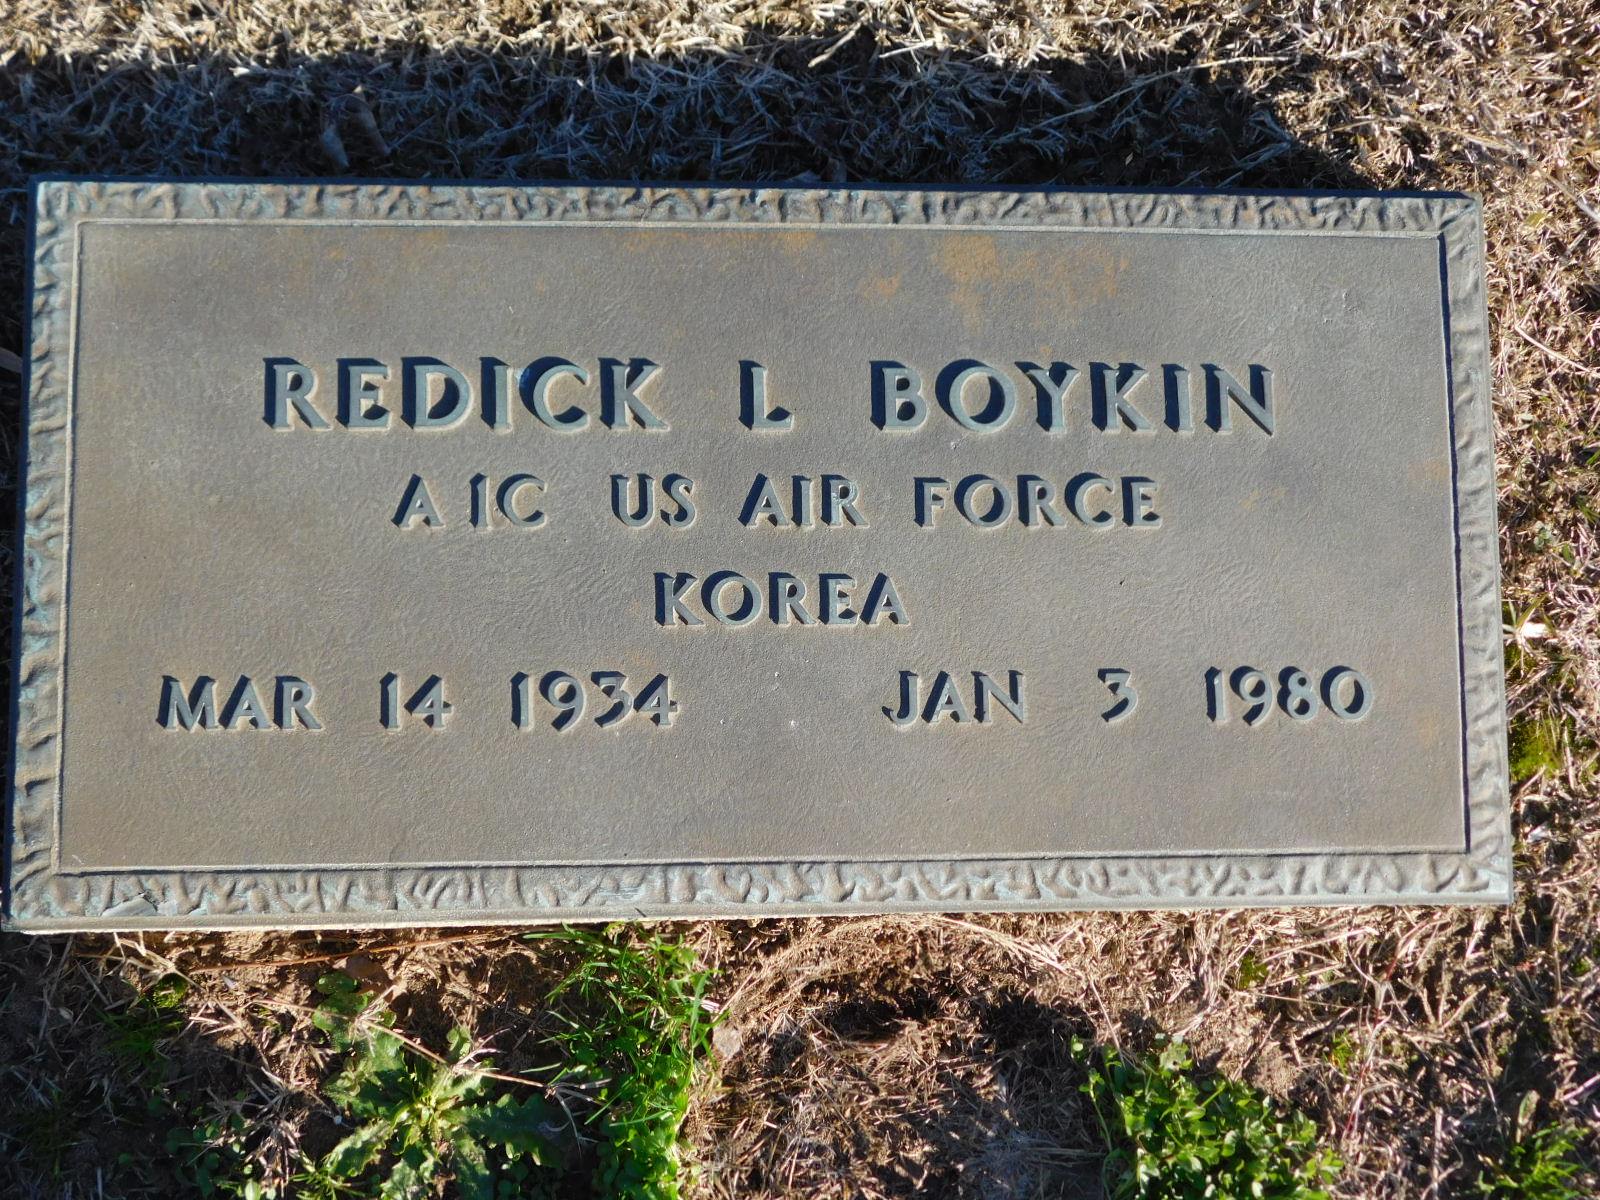 REDICK L BOYKIN
A1C US AIR FORCE
KOREA
MAR 14 1934 JAN 3 1980